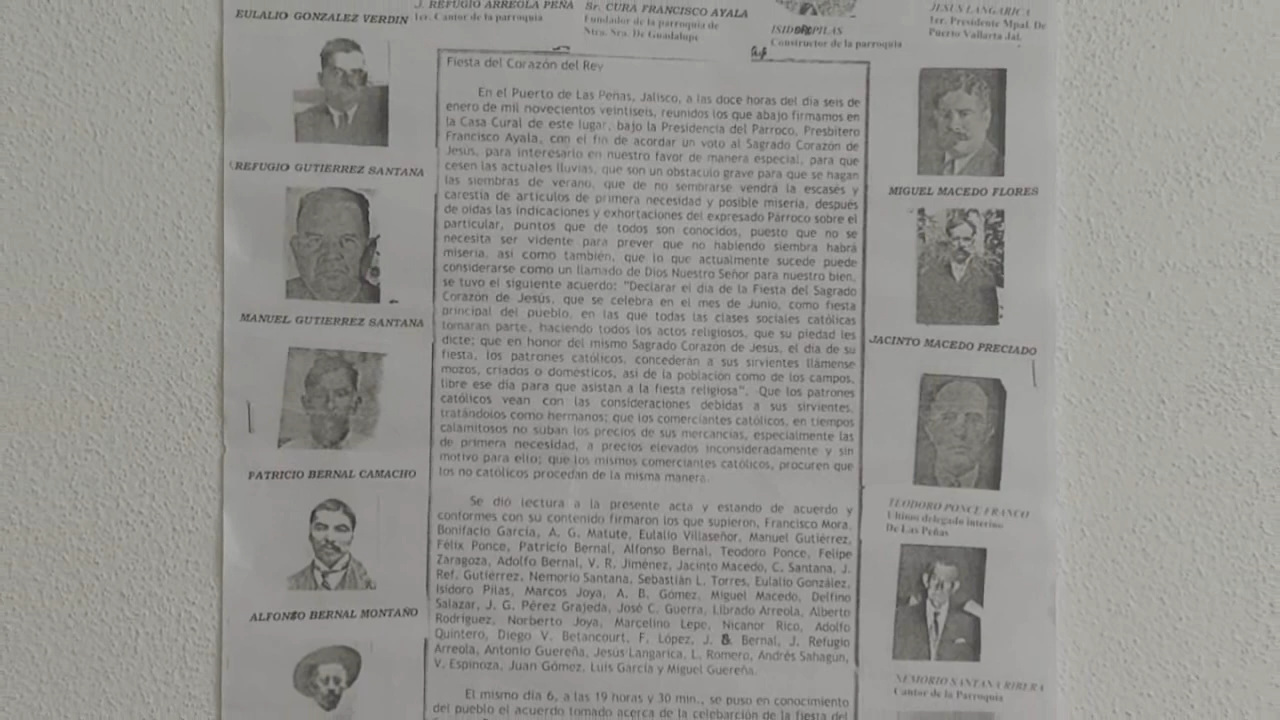 J. REFUGIO ARREOLA PEÑA
1er. Cantor de la parroquia
Sr. CURA FRANCISCO AYALA
Fundador de la parroquia de
Ntra. Sra. De Guadalupe
PILAS
Constructor de la parroquia
JESUS LANGARICA
1er. Presidente Mpal. De
Puerto Vallarta Jal.
EULALIO GONZALEZ VERDIN
REFUGIO GUTIERREZ SANTANA
MANUEL GUTIERREZ SANTANA
PATRICIO BERNAL CAMACHO
ALFONSO BERNAL MONTAÑO
Fiesta del Corazón del Rey
En el Puerto de Las Peñas, Jalisco, a las doce horas del día seis de
enero de mil novecientos veintiseis, reunidos los que abajo firmamos en
la Casa Cural de este lugar, bajo la Presidencia del Párroco, Presbitero
Francisco Ayala, con el fin de acordar un voto al Sagrado Corazón de
Jesús, para interesarlo en nuestro favor de manera especial, para que
cesen las actuales lluvias, que son un obstaculo grave para que se hagan
las siembras de verano, que de no sembrarse vendrá la escasés y
carestía de artículos de primera necesidad y posible miseria, después
de oidas las indicaciones y exhortaciones del expresado Párroco sobre el
particular, puntos que de todos son conocidos, puesto que no se
necesita ser vidente para prever que no habiendo siembra habrá
miseria, así como también, que lo que actualmente sucede puede
considerarse como un llamado de Dios Nuestro Señor para nuestro bien,
se tuvo el siguiente acuerdo: "Declarar el día de la Fiesta del Sagrado
Corazón de Jesús, que se celebra en el mes de Junio, como fiesta
principal del pueblo, en las que todas las clases sociales católicas
tomaran parte, haciendo todos los actos religiosos, que su piedad les
dicte; que en honor del mismo Sagrado Corazón de Jesús, el día de su
fiesta, los patrones católicos, concederán a sus sirvientes llámense
mozos, criados o domésticos, así de la población como de los campos,
libre ese día para que asistan a la fiesta religiosa". Que los patrones
católicos vean con las consideraciones debidas a sus sirvientes,
tratándolos como hermanos; que los comerciantes católicos, en tiempos
calamitosos no suban los precios de sus mercancías, especialmente las
de primera necesidad, a precios elevados inconsideradamente y sin
motivo para ello; que los mismos comerciantes católicos, procuren que
los no católicos procedan de la misma manera.
Se dió lectura a la presente acta y estando de acuerdo y
conformes con su contenido firmaron los que supieron, Francisco Mora,
Bonifacio García, A. G. Matute, Eulalio Villaseñor, Manuel Gutiérrez,
Félix Ponce, Patricio Bernal, Alfonso Bernal, Teodoro Ponce, Felipe
Zaragoza, Adolfo Bernal, V. R. Jiménez, Jacinto Macedo, C. Santana, J.
Ref. Gutiérrez, Nemorio Santana, Sebastián L. Torres, Eulalio González,
Isidoro Pilas, Marcos Joya, A. B. Gómez, Miguel Macedo, Delfino
Salazar, J. G. Pérez Grajeda, José C. Guerra, Librado Arreola, Alberto
Rodríguez, Norberto Joya, Marcelino Lepe, Nicanor Rico, Adolfo
Quintero, Diego V. Betancourt, F. López, J. B. Bernal, J. Refugio
Arreola, Antonio Guereña, Jesús Langarica, L. Romero, Andrés Sahagún,
V. Espinoza, Juan Gómez, Luis García y Miguel Guereña.
El mismo día 6, a las 19 horas y 30 min., se puso en conocimiento
del pueblo el acuerdo tomado acerca de la celebarción de la fiesta del
MIGUEL MACEDO FLORES
JACINTO MACEDO PRECIADO
TEODORO PONCE FRANCO
Ultimo delegado interino
De Las Peñas
NEMORIO SANTANA RIBERA
Cantor de la Parroquia